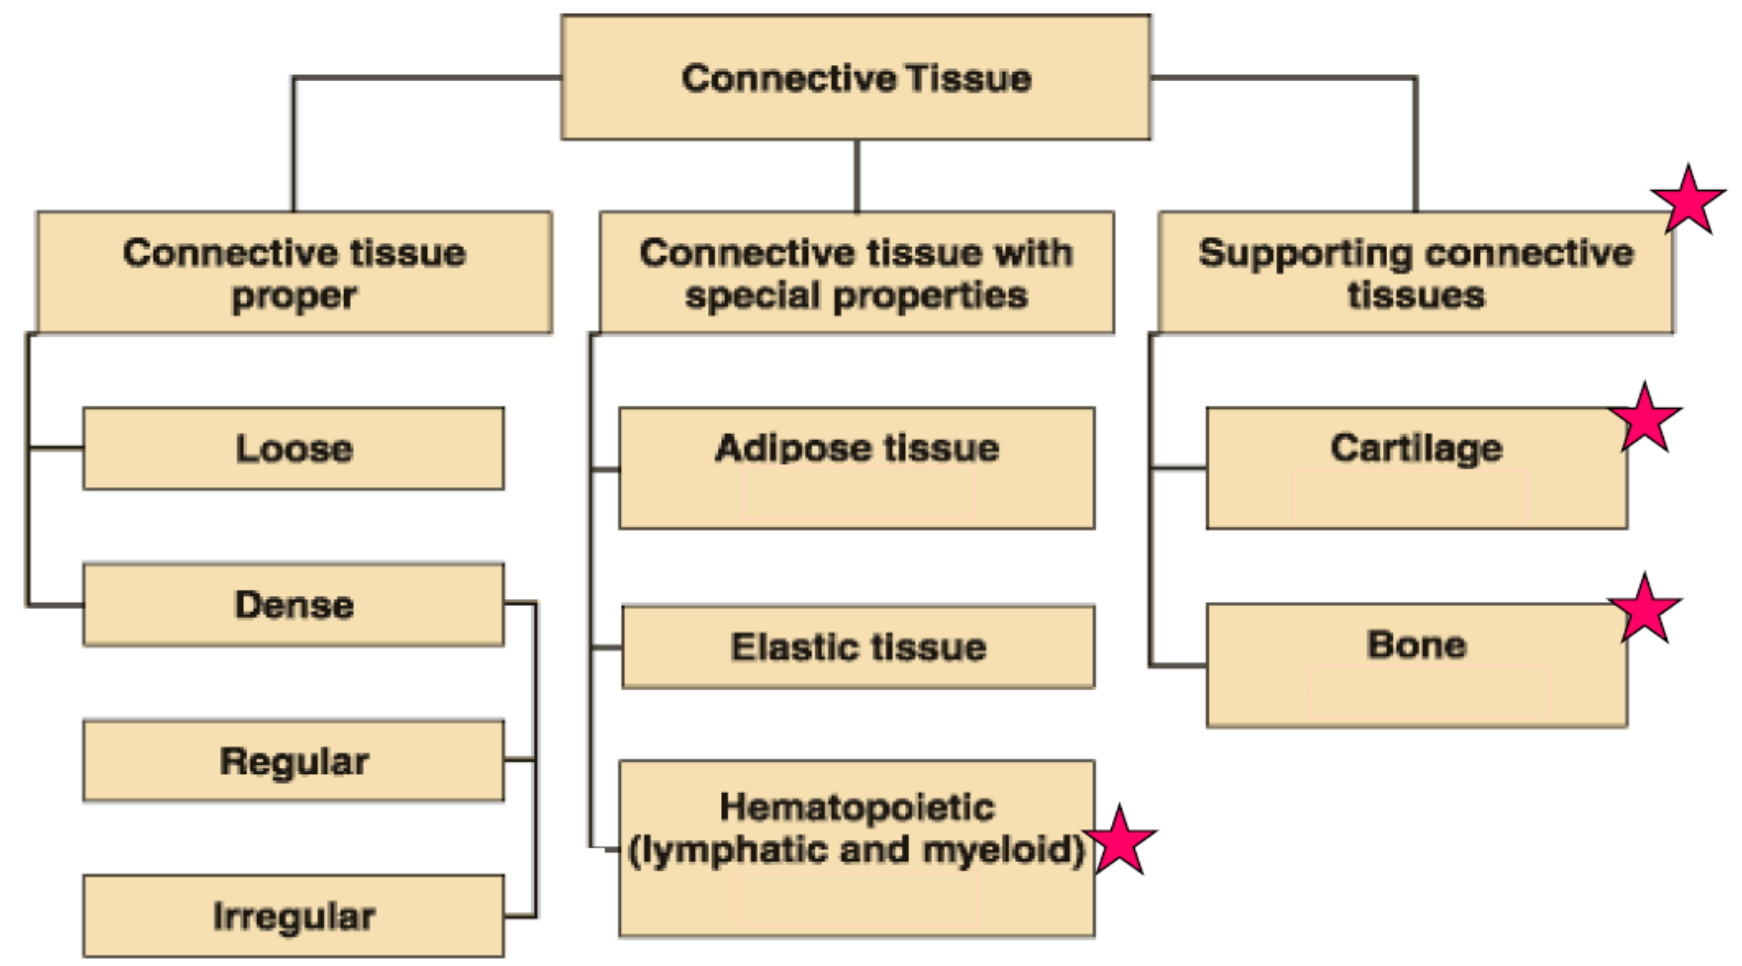 Connective Tissue
Connective tissue
proper
Connective tissue with
special properties
Supporting connective
tissues
Loose
Dense
Regular
Irregular
Adipose tissue
Elastic tissue
Hematopoietic
(lymphatic and myeloid)
Cartilage
Bone